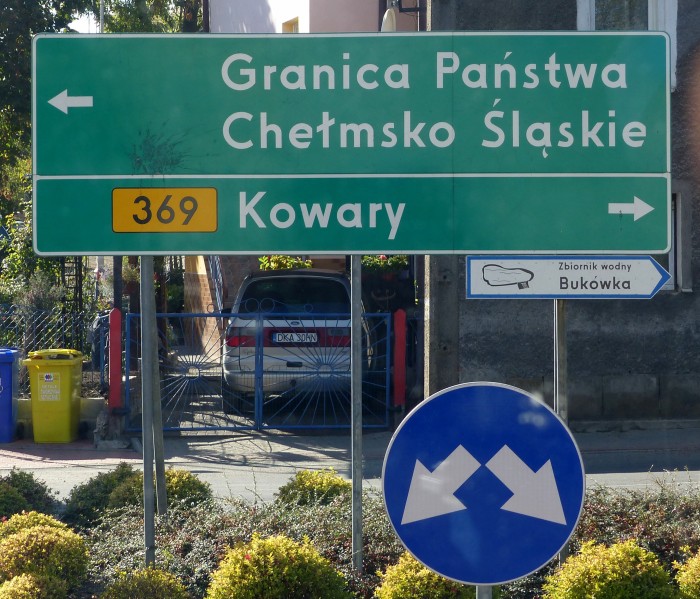 Granica Państwa
Chełmsko Śląskie
369 Kowary
Zbiornik wodny
Bukówka